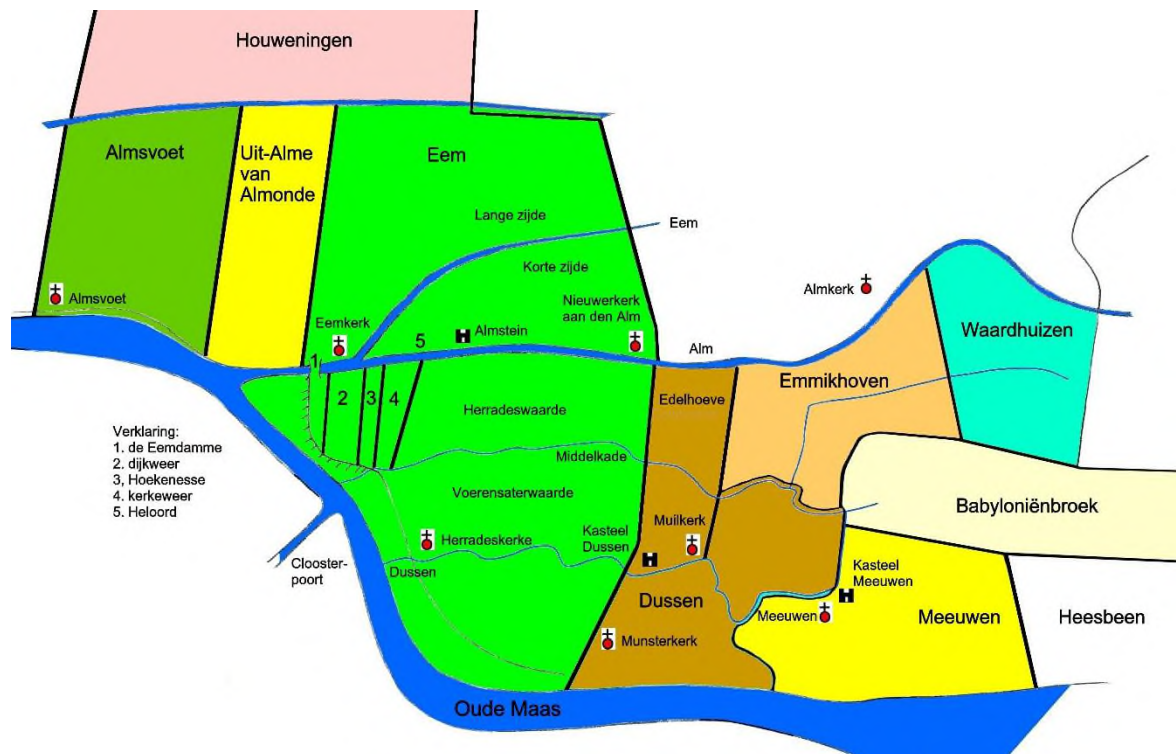 Houweningen
Almsvoet
Uit-Alme
van
Almonde
Eem
Lange zijde
Eem
Korte zijde
Almsvoet
Eemkerk
Almstein
Nieuwerkerk
aan den Alm
Almkerk
Waardhuizen
5
Alm
1
Emmikhoven
2
3
4
Herradeswaarde
Edelhoeve
Verklaring:
1. de Eemdamme
2. dijkweer
3, Hoekenesse
4. kerkeweer
5. Heloord
Middelkade
Voerensaterwaarde
Babyloniënbroek
Herradeskerke
Kasteel
Dussen
Muilkerk
Clooster-
poort
Dussen
Kasteel
Meeuwen
Dussen
Meeuwen
Meeuwen
Heesbeen
Munsterkerk
Oude Maas